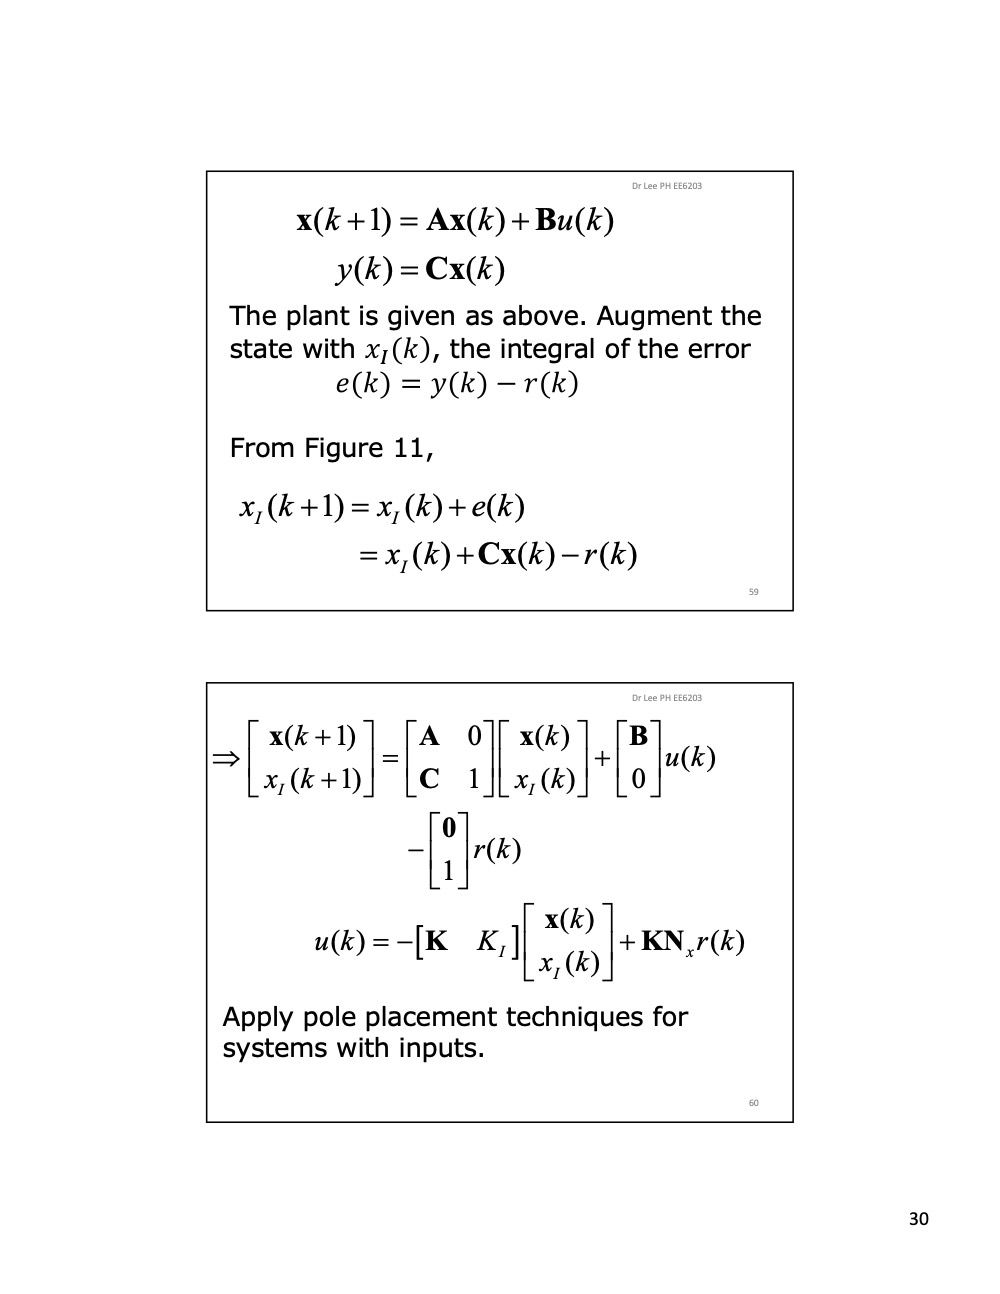 Dr Lee PH EE6203
x(k+1) = Ax(k) + Bu(k)
y(k) = Cx(k)
The plant is given as above. Augment the
state with x_I(k), the integral of the error
e(k) = y(k) − r(k)
From Figure 11,
x_I(k+1) = x_I(k) + e(k)
= x_I(k) + Cx(k) − r(k)
59
Dr Lee PH EE6203
⇒ [x(k+1); x_I(k+1)] = [A 0; C 1][x(k); x_I(k)] + [B; 0]u(k)
− [0; 1]r(k)
u(k) = −[K K_I][x(k); x_I(k)] + KN_x r(k)
Apply pole placement techniques for
systems with inputs.
60
30